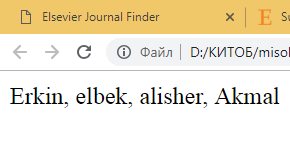 Elsevier Journal Finder
Файл D:/КИТОБ/misol
Erkin, elbek, alisher, Akmal